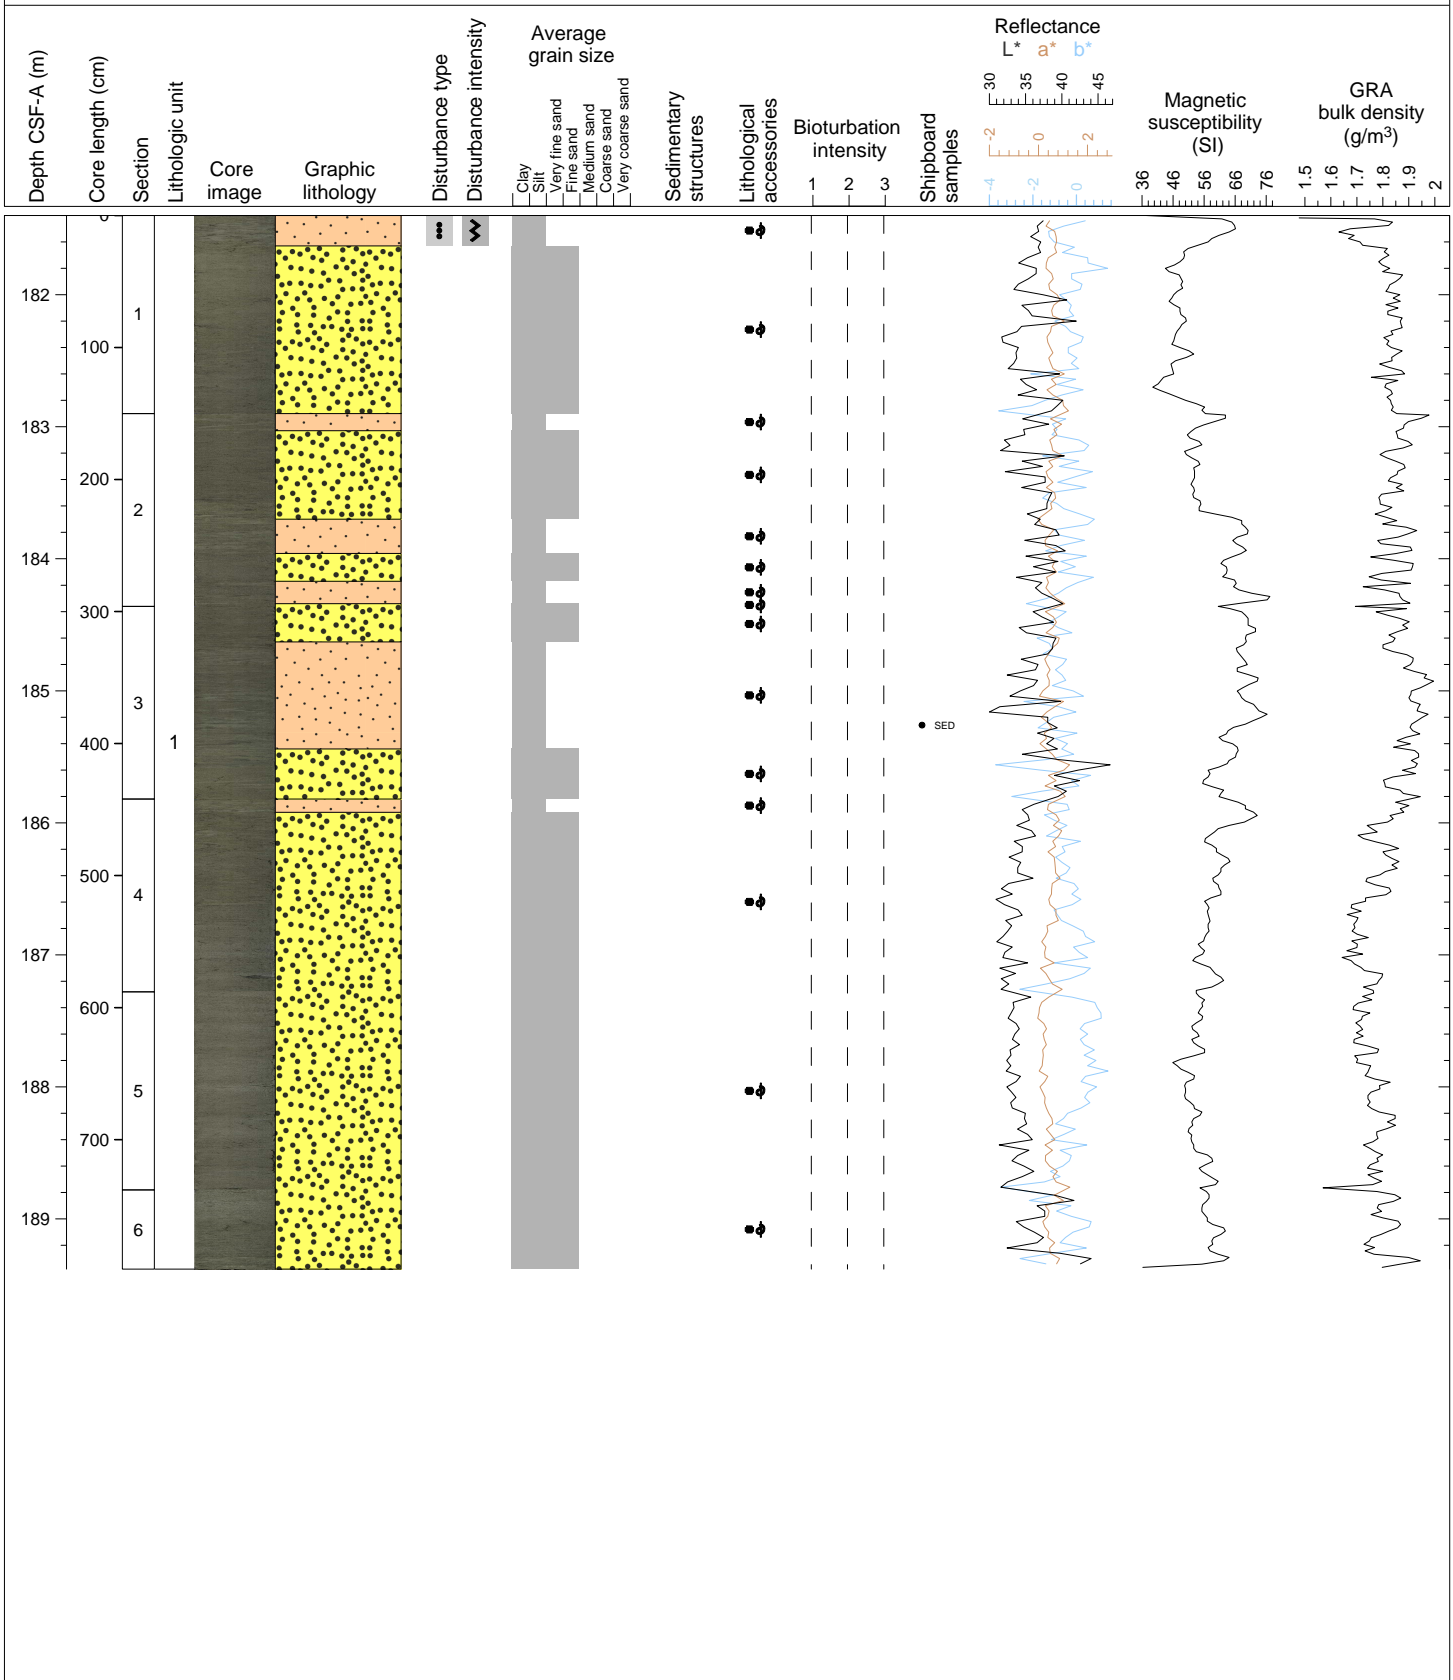 Depth CSF-A (m)
Core length (cm)
Section
Lithologic unit
Core
image
Graphic
lithology
Disturbance type
Disturbance intensity
Average
grain size
Clay
Silt
Very fine sand
Fine sand
Medium sand
Coarse sand
Very coarse sand
Sedimentary
structures
Lithological
accessories
Bioturbation
intensity
1 2 3
Shipboard
samples
Reflectance
L* a* b*
30 35 40 45
-2 0 2
-4 -2 0
Magnetic
susceptibility
(SI)
36 46 56 66 76
GRA
bulk density
(g/m3)
1.5 1.6 1.7 1.8 1.9 2
0
182
1
100
183
200
2
184
300
185
3
SED
400
1
186
500
4
187
600
188
5
700
189
6